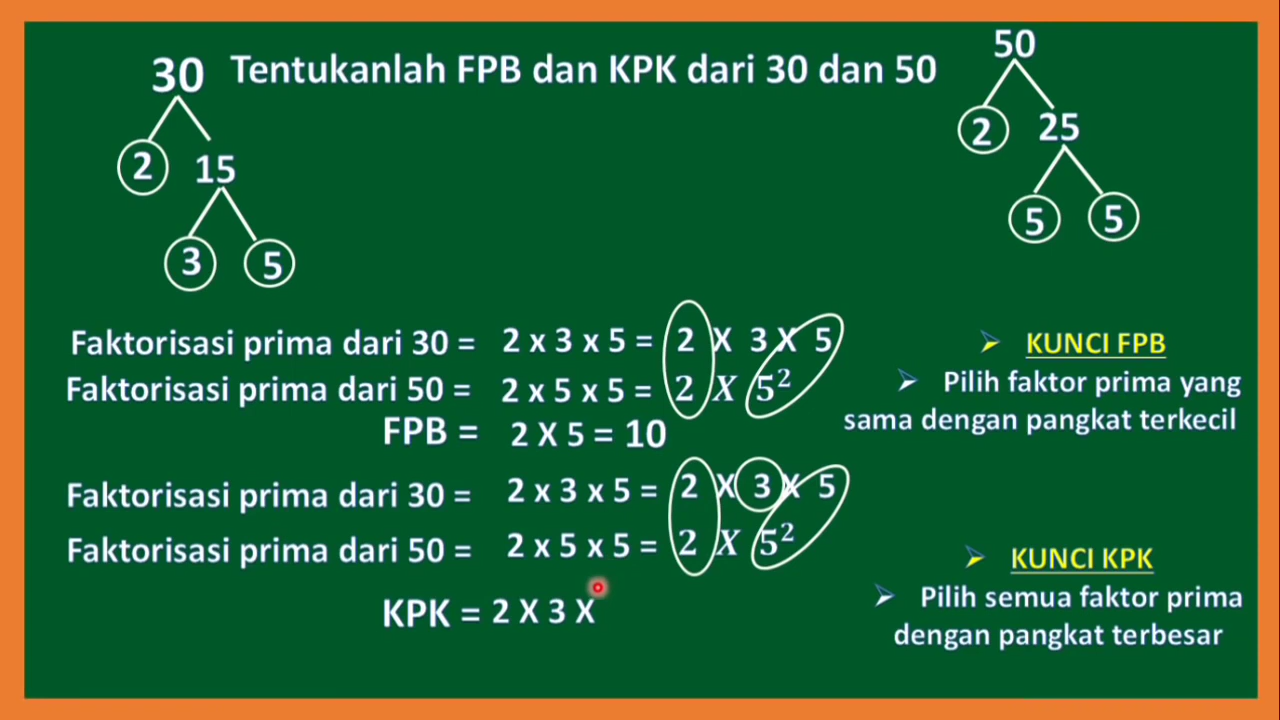 30 Tentukanlah FPB dan KPK dari 30 dan 50
50
2 15
2 25
3 5
5 5
Faktorisasi prima dari 30 = 2 x 3 x 5 = 2 X 3 X 5
Faktorisasi prima dari 50 = 2 x 5 x 5 = 2 X 5²
FPB = 2 X 5 = 10
KUNCI FPB
Pilih faktor prima yang
sama dengan pangkat terkecil
Faktorisasi prima dari 30 = 2 x 3 x 5 = 2 X 3 X 5
Faktorisasi prima dari 50 = 2 x 5 x 5 = 2 X 5²
KPK = 2 X 3 X
KUNCI KPK
Pilih semua faktor prima
dengan pangkat terbesar